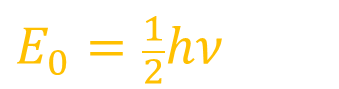 E₀ = ½hν